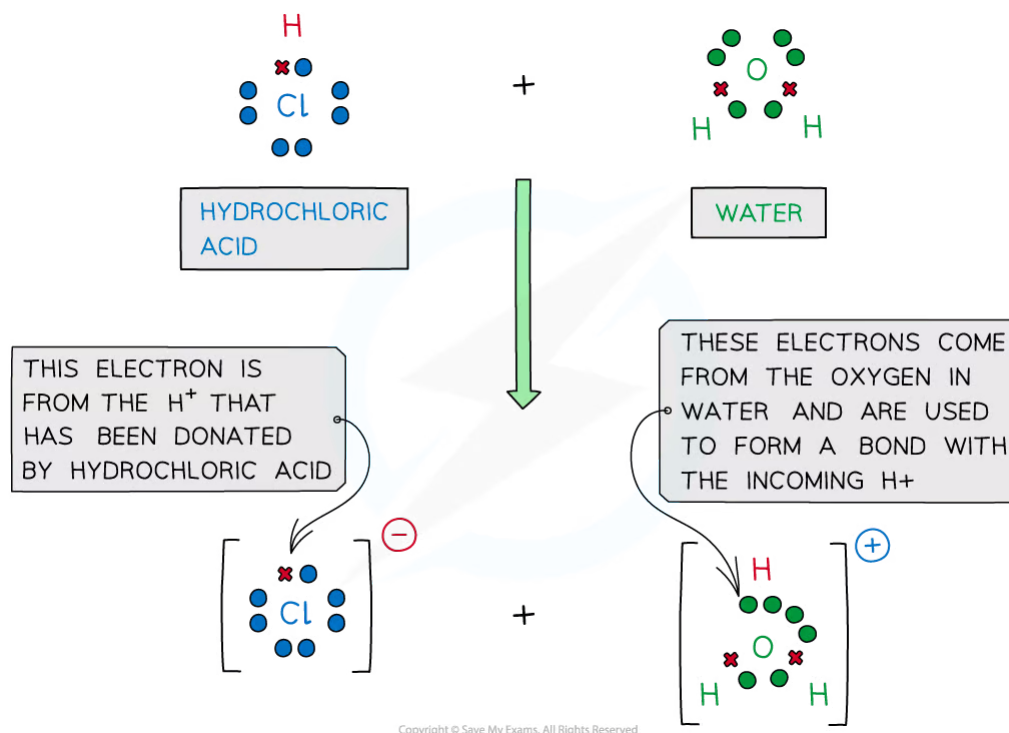 H
Cl
+
O
H H
HYDROCHLORIC
ACID
WATER
THIS ELECTRON IS
FROM THE H⁺ THAT
HAS BEEN DONATED
BY HYDROCHLORIC ACID
THESE ELECTRONS COME
FROM THE OXYGEN IN
WATER AND ARE USED
TO FORM A BOND WITH
THE INCOMING H+
[Cl] −
+
H
[O] +
H H
Copyright © Save My Exams. All Rights Reserved